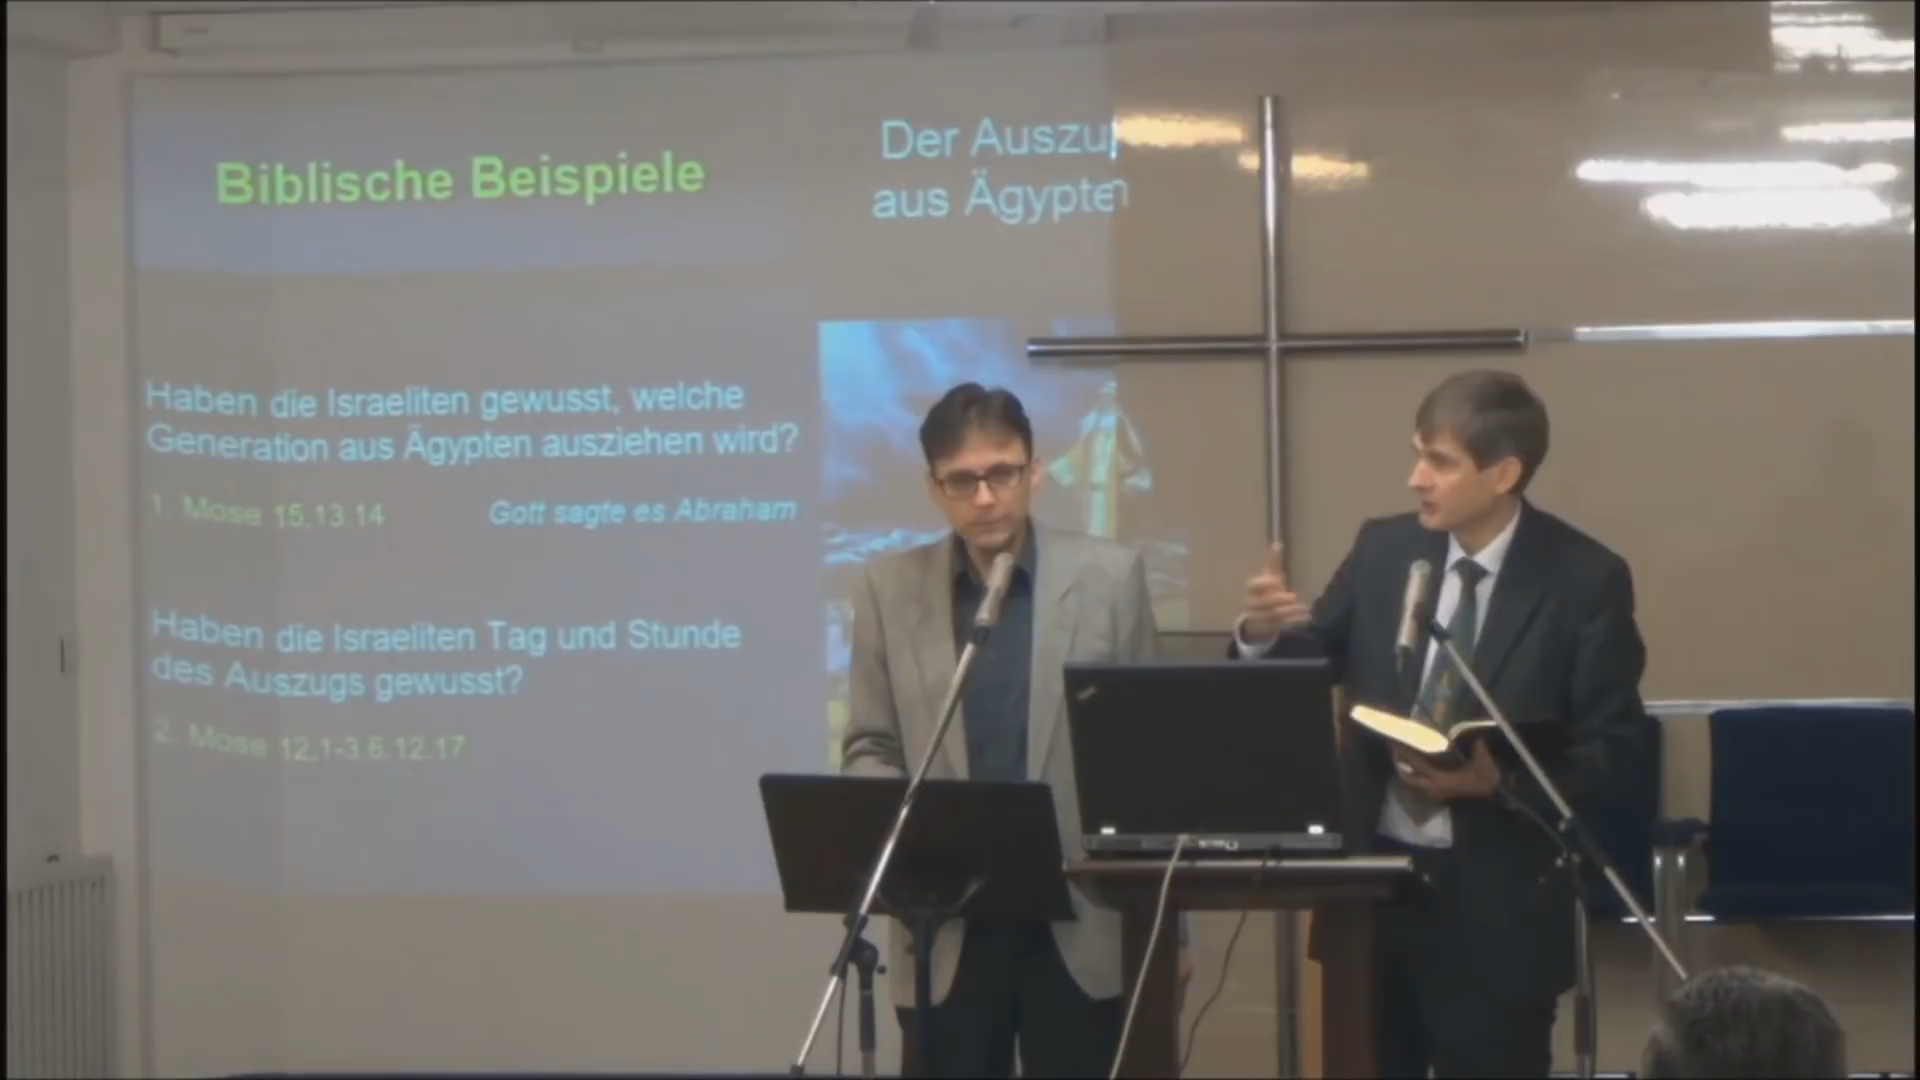 Biblische Beispiele
Der Auszug
aus Ägypten
Haben die Israeliten gewusst, welche
Generation aus Ägypten ausziehen wird?
1. Mose 15,13.14
Gott sagte es Abraham
Haben die Israeliten Tag und Stunde
des Auszugs gewusst?
2. Mose 12,1-3.6.12.17